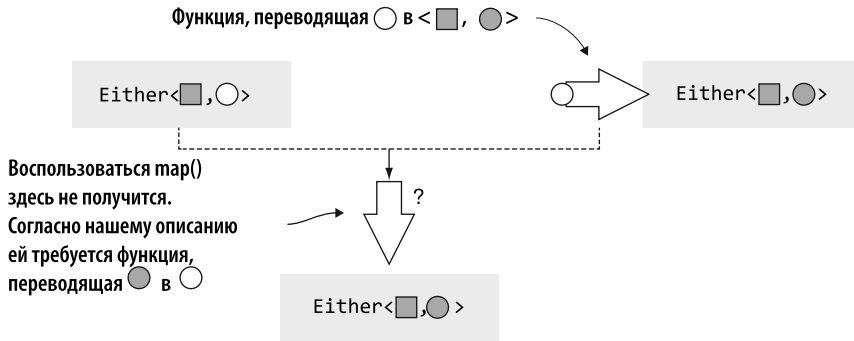 Функция, переводящая ○ в < ■, ● >
Either<■,○>
Either<■,●>
Воспользоваться map()
здесь не получится.
Согласно нашему описанию
ей требуется функция,
переводящая ● в ○
?
Either<■,● >